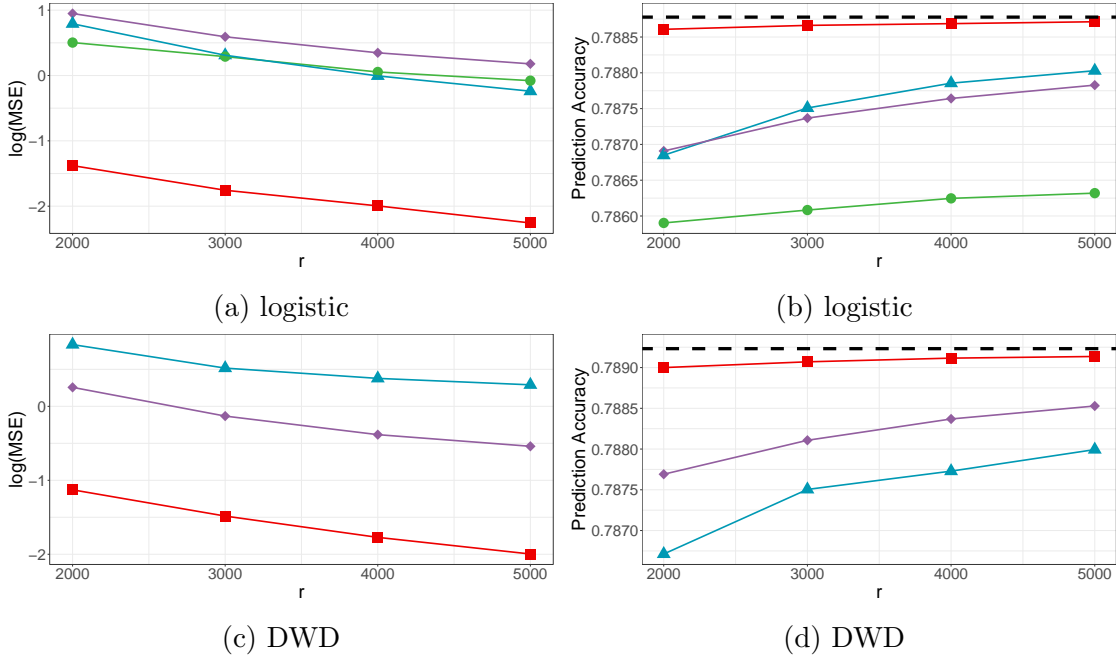 log(MSE)
1
0
−1
−2
2000 3000 4000 5000
r
(a) logistic
Prediction Accuracy
0.7885
0.7880
0.7875
0.7870
0.7865
0.7860
2000 3000 4000 5000
r
(b) logistic
log(MSE)
0
−1
−2
2000 3000 4000 5000
r
(c) DWD
Prediction Accuracy
0.7890
0.7885
0.7880
0.7875
0.7870
2000 3000 4000 5000
r
(d) DWD